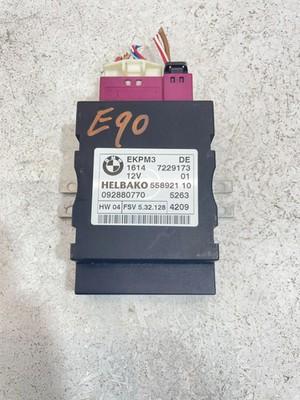 E90
EKPM3 DE
1614 7229173
12V 01
HELBAKO 558921 10
092880770 5263
HW 04 FSV 5.32.128 4209